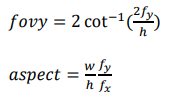 fovy = 2 cot⁻¹(2f_y/h)
aspect = w/h f_y/f_x